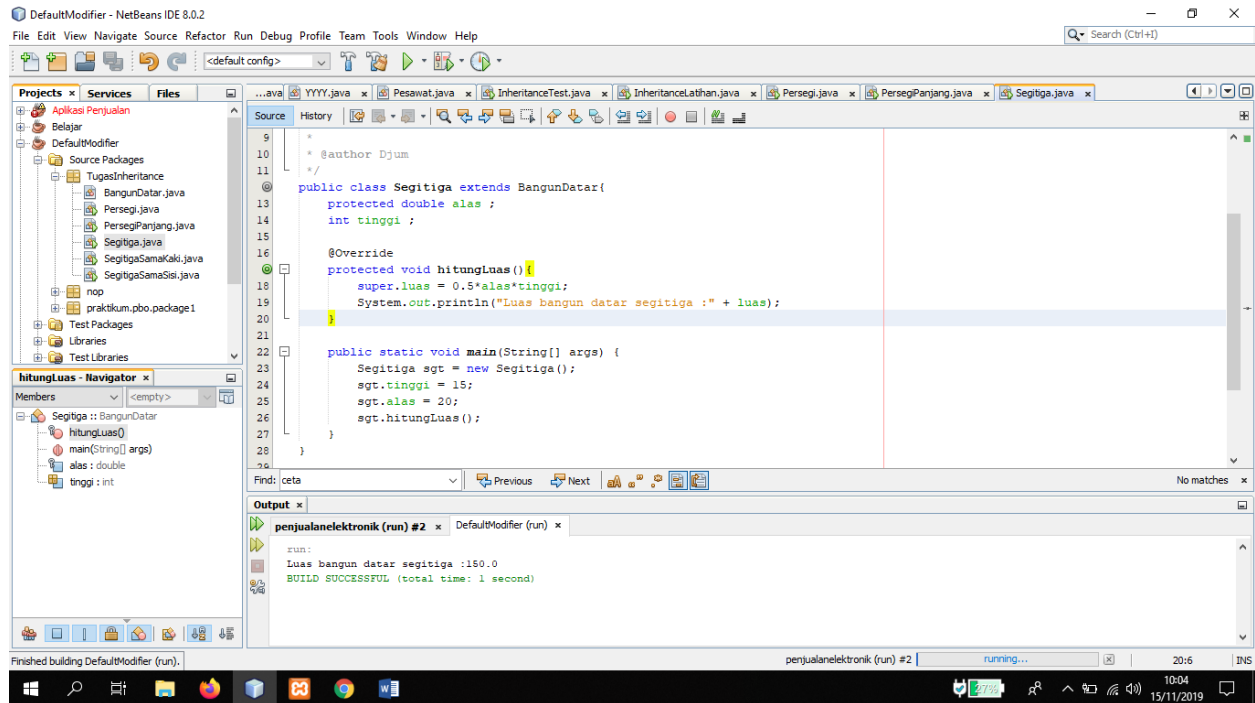 DefaultModifier - NetBeans IDE 8.0.2
File Edit View Navigate Source Refactor Run Debug Profile Team Tools Window Help
Search (Ctrl+I)
<default config>
Projects x Services Files
...ava YYYY.java x Pesawat.java x InheritanceTest.java x InheritanceLatihan.java x Persegi.java x PersegiPanjang.java x Segitiga.java x
Aplikasi Penjualan
Belajar
DefaultModifier
Source Packages
TugasInheritance
BangunDatar.java
Persegi.java
PersegiPanjang.java
Segitiga.java
SegitigaSamaKaki.java
SegitigaSamaSisi.java
nop
praktikum.pbo.package1
Test Packages
Libraries
Test Libraries
Source History
9 *
10 * @author Djum
11 */
public class Segitiga extends BangunDatar{
13 protected double alas ;
14 int tinggi ;
15
16 @Override
protected void hitungLuas(){
18 super.luas = 0.5*alas*tinggi;
19 System.out.println("Luas bangun datar segitiga :" + luas);
20 }
21
22 public static void main(String[] args) {
23 Segitiga sgt = new Segitiga();
24 sgt.tinggi = 15;
25 sgt.alas = 20;
26 sgt.hitungLuas();
27 }
28 }
29
hitungLuas - Navigator x
Members <empty>
Segitiga :: BangunDatar
hitungLuas()
main(String[] args)
alas : double
tinggi : int
Find: ceta Previous Next No matches x
Output x
penjualanelektronik (run) #2 x DefaultModifier (run) x
run:
Luas bangun datar segitiga :150.0
BUILD SUCCESSFUL (total time: 1 second)
Finished building DefaultModifier (run). penjualanelektronik (run) #2 running... 20:6 INS
27% 10:04
15/11/2019